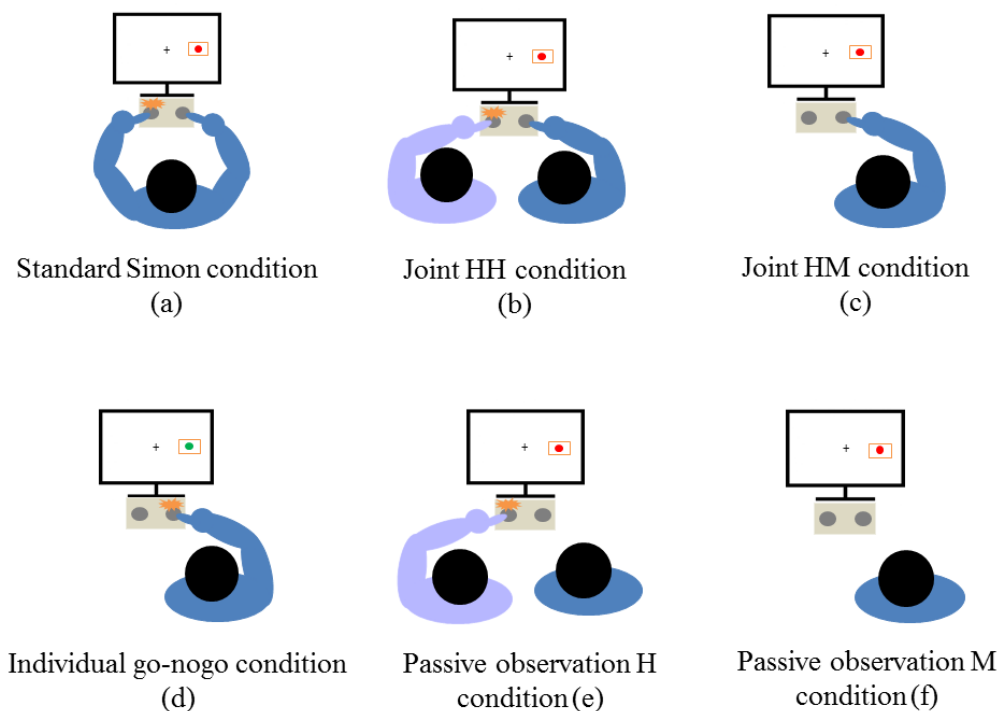 Standard Simon condition
(a)
Joint HH condition
(b)
Joint HM condition
(c)
Individual go-nogo condition
(d)
Passive observation H
condition (e)
Passive observation M
condition (f)